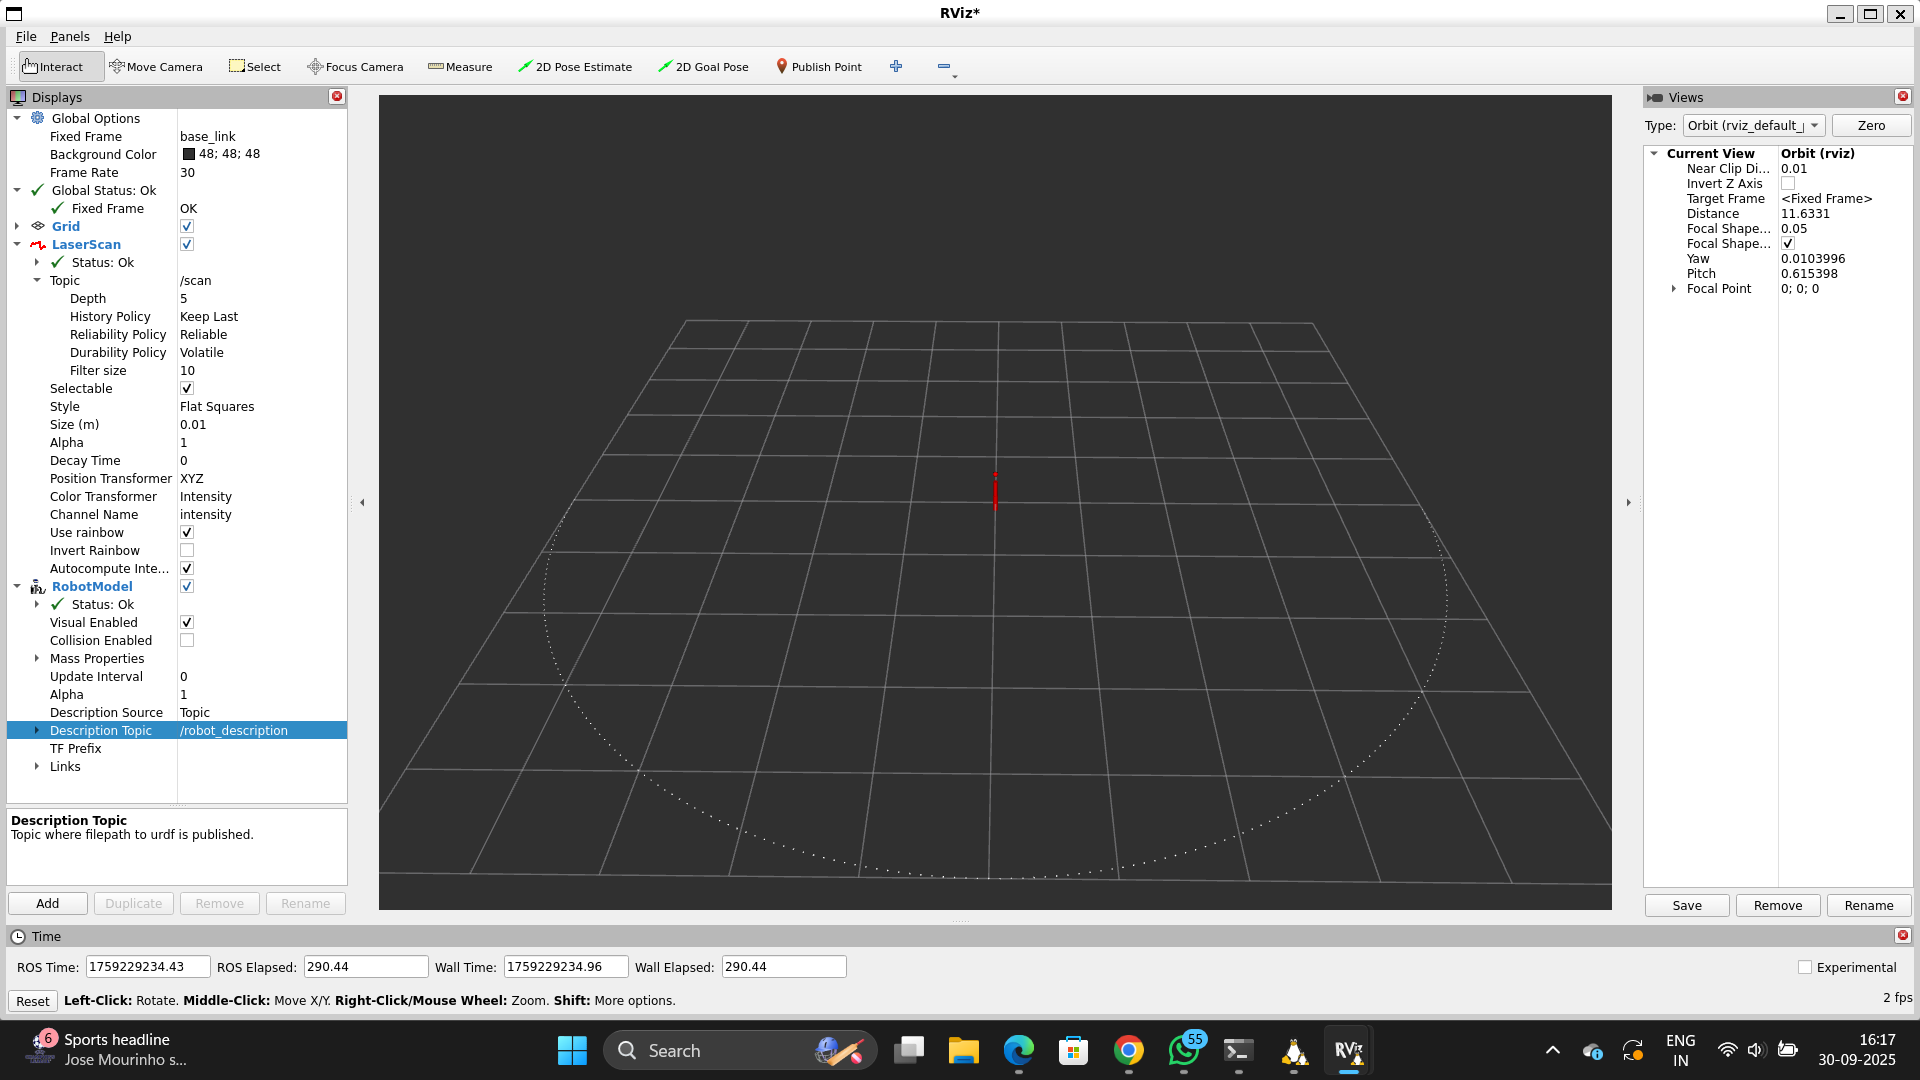 RViz*
File Panels Help
Interact Move Camera Select Focus Camera Measure 2D Pose Estimate 2D Goal Pose Publish Point
Displays
Global Options
Fixed Frame base_link
Background Color 48; 48; 48
Frame Rate 30
Global Status: Ok
Fixed Frame OK
Grid
LaserScan
Status: Ok
Topic /scan
Depth 5
History Policy Keep Last
Reliability Policy Reliable
Durability Policy Volatile
Filter size 10
Selectable
Style Flat Squares
Size (m) 0.01
Alpha 1
Decay Time 0
Position Transformer XYZ
Color Transformer Intensity
Channel Name intensity
Use rainbow
Invert Rainbow
Autocompute Inte...
RobotModel
Status: Ok
Visual Enabled
Collision Enabled
Mass Properties
Update Interval 0
Alpha 1
Description Source Topic
Description Topic /robot_description
TF Prefix
Links
Description Topic
Topic where filepath to urdf is published.
Add Duplicate Remove Rename
Views
Type: Orbit (rviz_default_ Zero
Current View Orbit (rviz)
Near Clip Di... 0.01
Invert Z Axis
Target Frame <Fixed Frame>
Distance 11.6331
Focal Shape... 0.05
Focal Shape...
Yaw 0.0103996
Pitch 0.615398
Focal Point 0; 0; 0
Save Remove Rename
Time
ROS Time: 1759229234.43 ROS Elapsed: 290.44 Wall Time: 1759229234.96 Wall Elapsed: 290.44 Experimental
Reset Left-Click: Rotate. Middle-Click: Move X/Y. Right-Click/Mouse Wheel: Zoom. Shift: More options. 2 fps
6 Sports headline
Jose Mourinho s...
Search
55
RViz
ENG
IN
16:17
30-09-2025